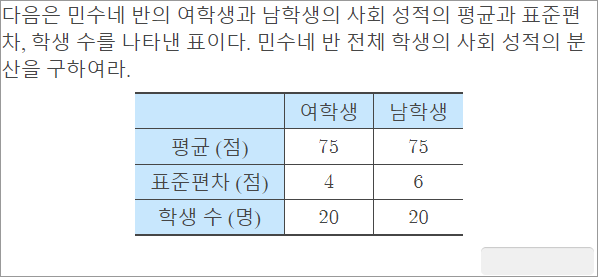 다음은 민수네 반의 여학생과 남학생의 사회 성적의 평균과 표준편
차, 학생 수를 나타낸 표이다. 민수네 반 전체 학생의 사회 성적의 분
산을 구하여라.
여학생 남학생
평균 (점) 75 75
표준편차 (점) 4 6
학생 수 (명) 20 20